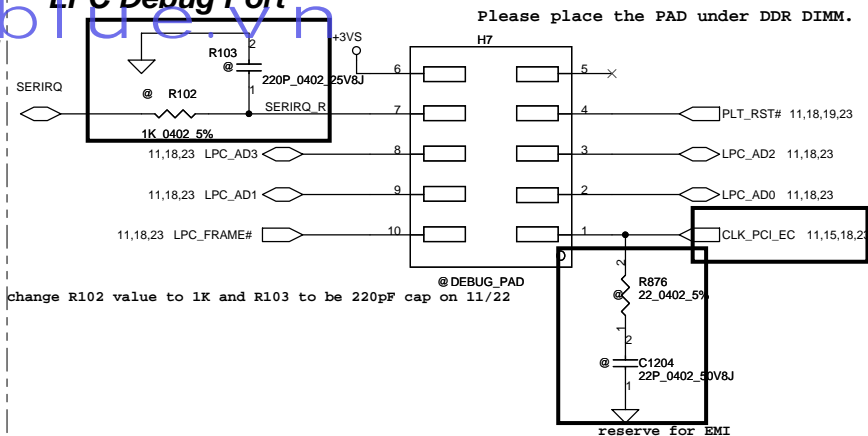 LPC Debug Port
blue.vn
Please place the PAD under DDR DIMM.
H7
+3VS
R103
@
2
220P_0402_25V8J
1
SERIRQ
@ R102
SERIRQ_R
1K_0402_5%
6
5
7
4
PLT_RST# 11,18,19,23
11,18,23 LPC_AD3
8
3
LPC_AD2 11,18,23
11,18,23 LPC_AD1
9
2
LPC_AD0 11,18,23
11,18,23 LPC_FRAME#
10
1
CLK_PCI_EC 11,15,18,23
@DEBUG_PAD
change R102 value to 1K and R103 to be 220pF cap on 11/22
2
R876
@
22_0402_5%
1
2
@
C1204
22P_0402_50V8J
1
reserve for EMI